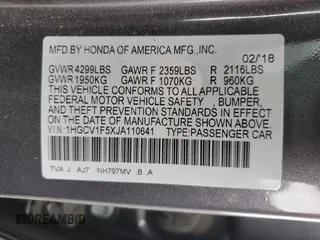 MFD.BY HONDA OF AMERICA MFG.,INC. 02/18
GVWR4299LBS GAWR F 2359LBS R 2116LBS
GVWR1950KG GAWR F 1070KG R 960KG
THIS VEHICLE CONFORMS TO ALL APPLICABLE
FEDERAL MOTOR VEHICLE SAFETY, BUMPER,
AND THEFT PREVENTION STANDARDS IN EFFECT
ON THE DATE OF MANUFACTURE SHOWN ABOVE.
V.I.N.:1HGCV1F5XJA110641 TYPE:PASSENGER CAR
TVA J AJ7 NH797MV .B A
DREAMBID